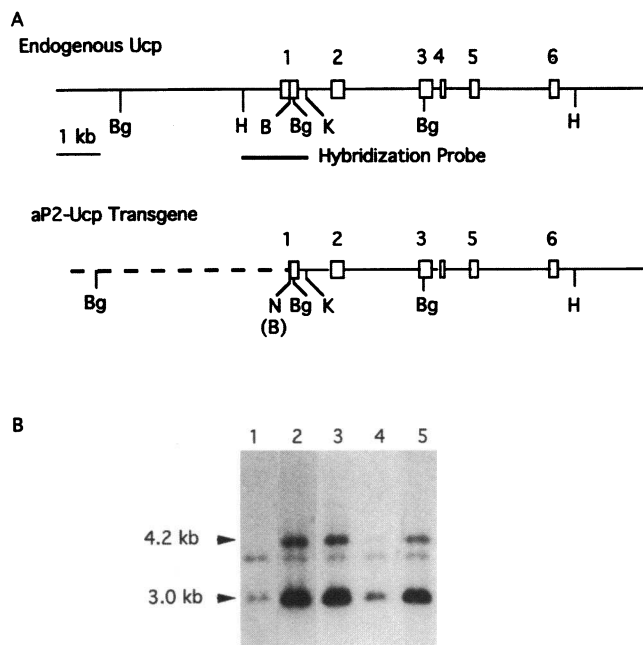 A
Endogenous Ucp
1 2 3 4 5 6
Bg H B Bg K Bg H
1 kb
Hybridization Probe
aP2-Ucp Transgene
1 2 3 5 6
Bg N Bg K Bg H
(B)
B
1 2 3 4 5
4.2 kb
3.0 kb